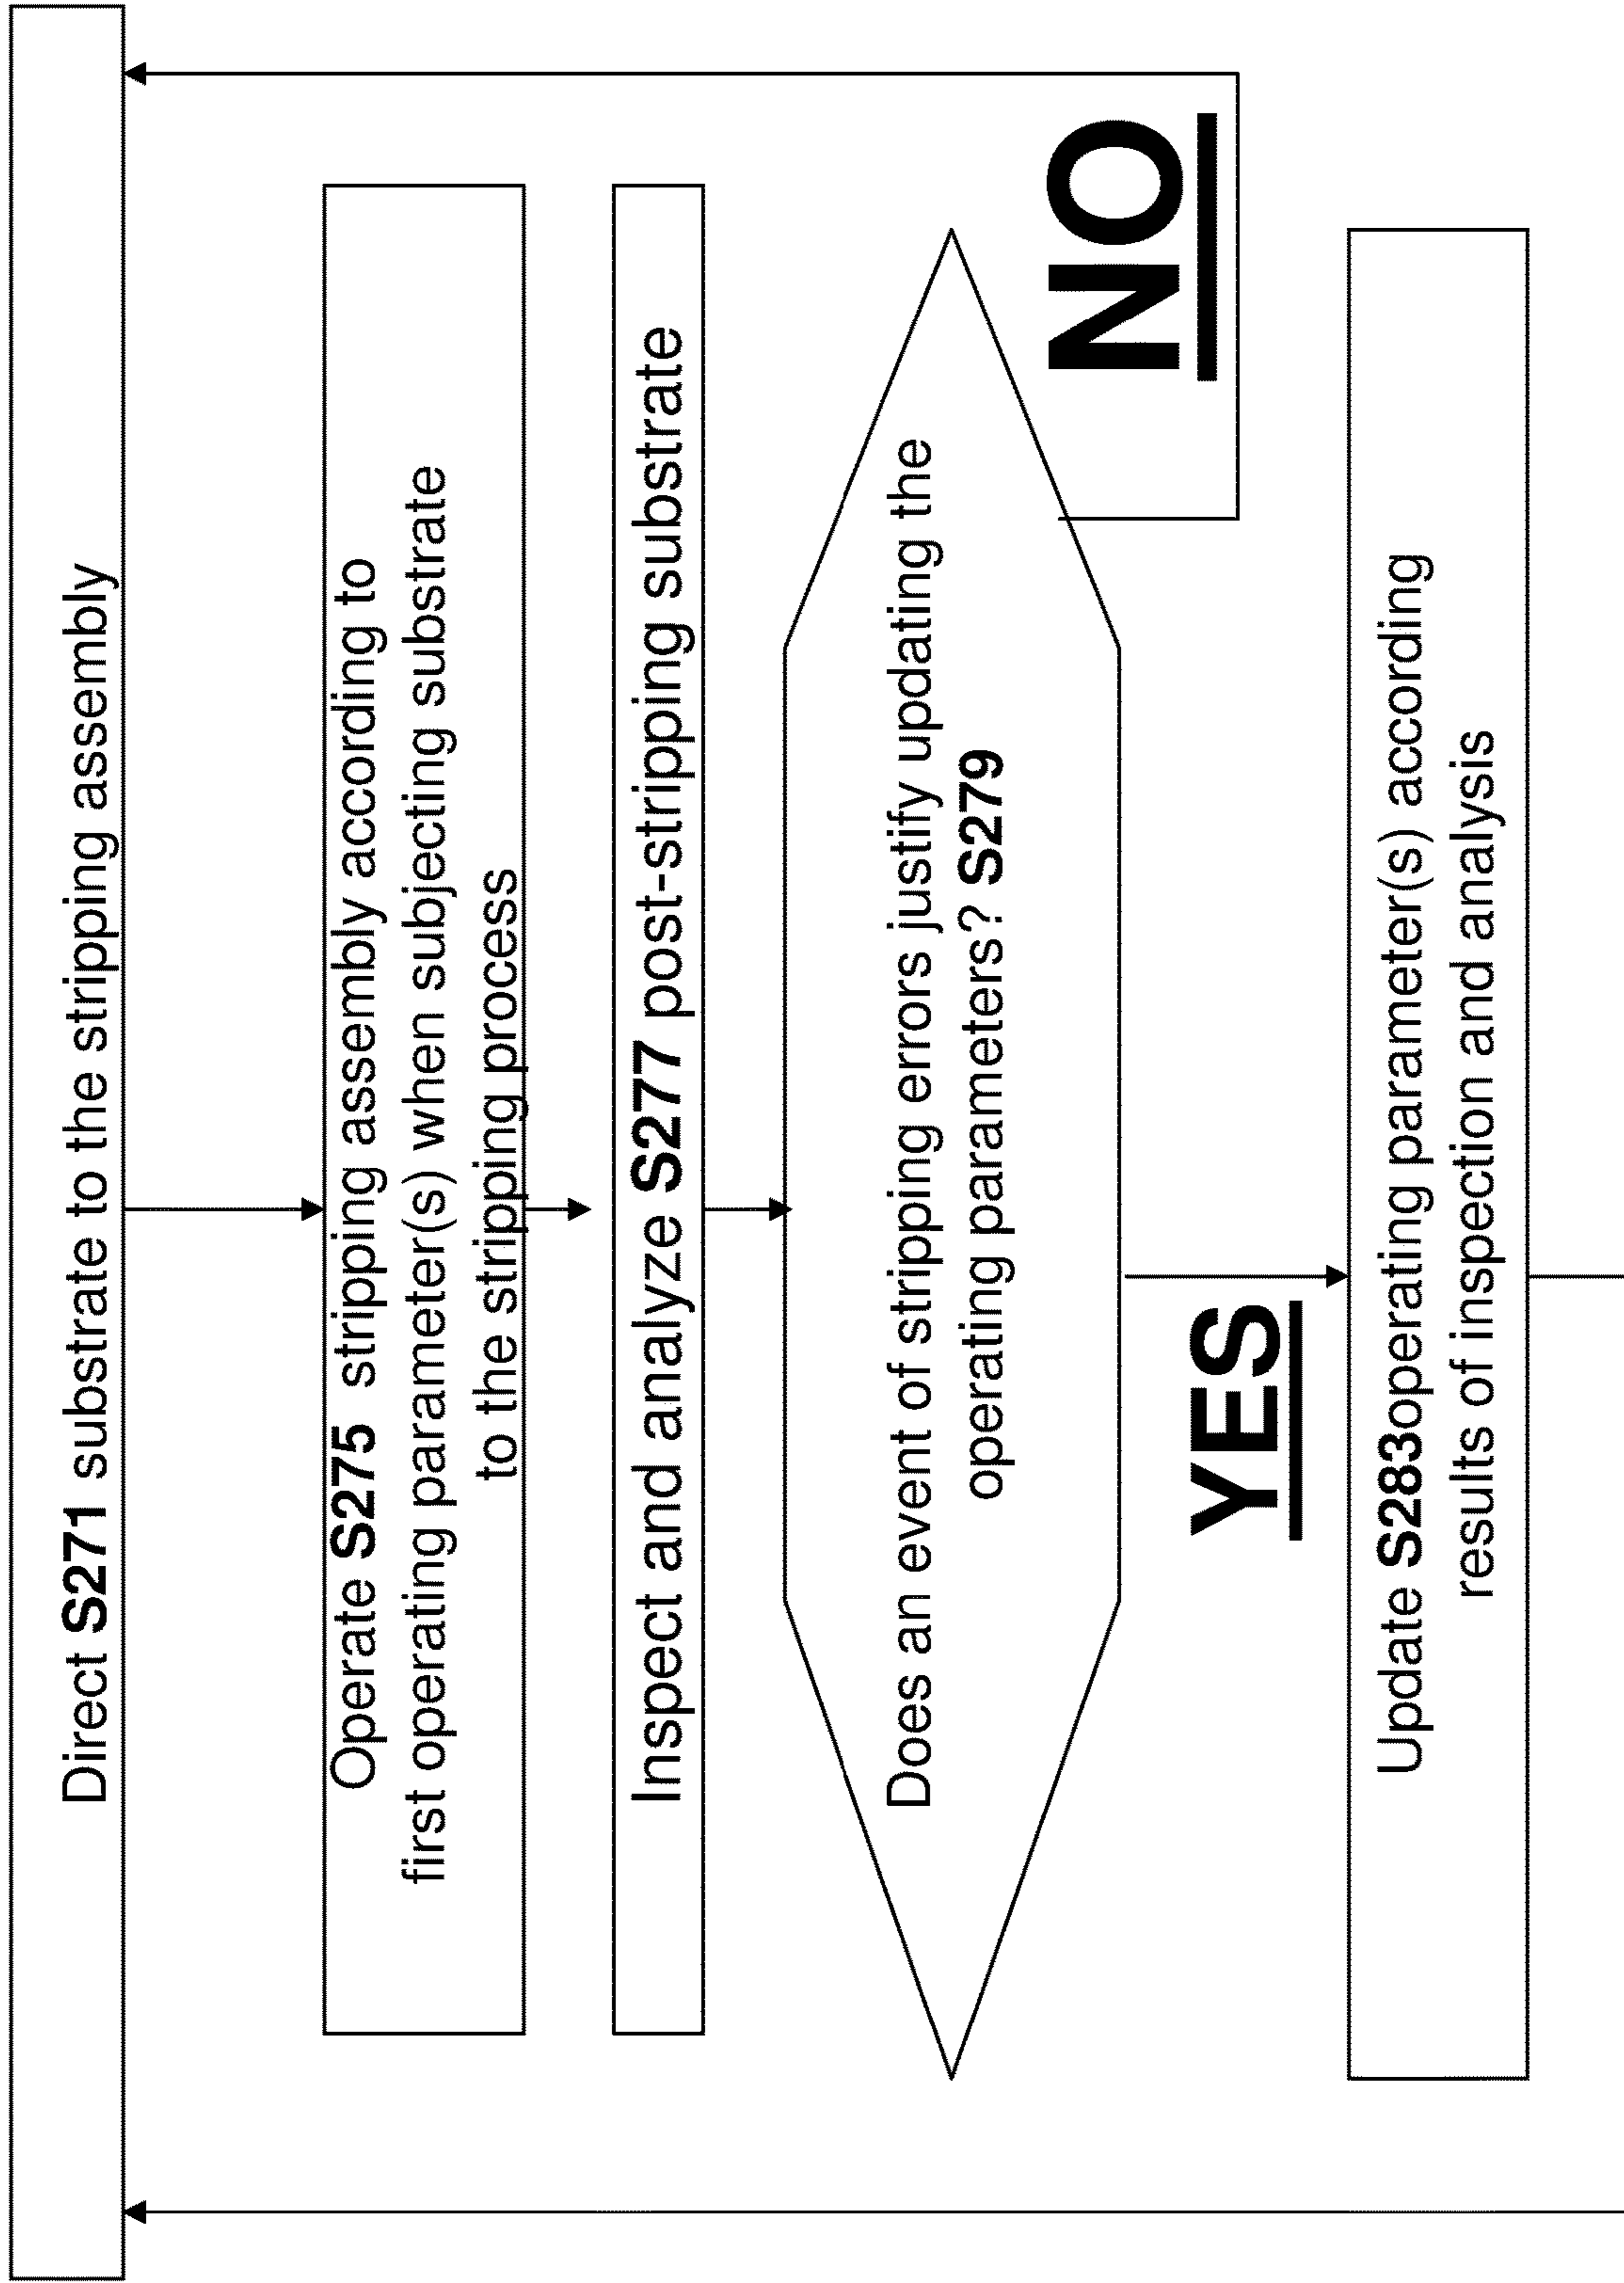 Direct S271 substrate to the stripping assembly
Operate S275 stripping assembly according to
first operating parameter(s) when subjecting substrate
to the stripping process
Inspect and analyze S277 post-stripping substrate
Does an event of stripping errors justify updating the
operating parameters? S279
NO
YES
Update S283operating parameter(s) according
results of inspection and analysis